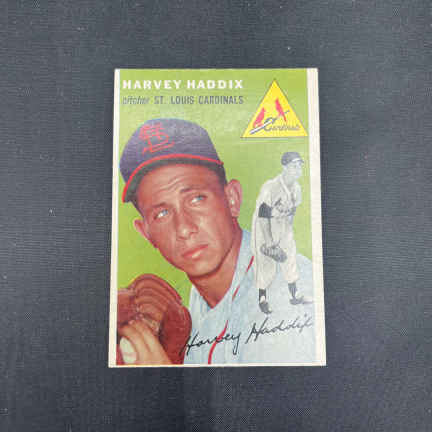 HARVEY HADDIX
pitcher ST. LOUIS CARDINALS
Cardinals
Harvey Haddix